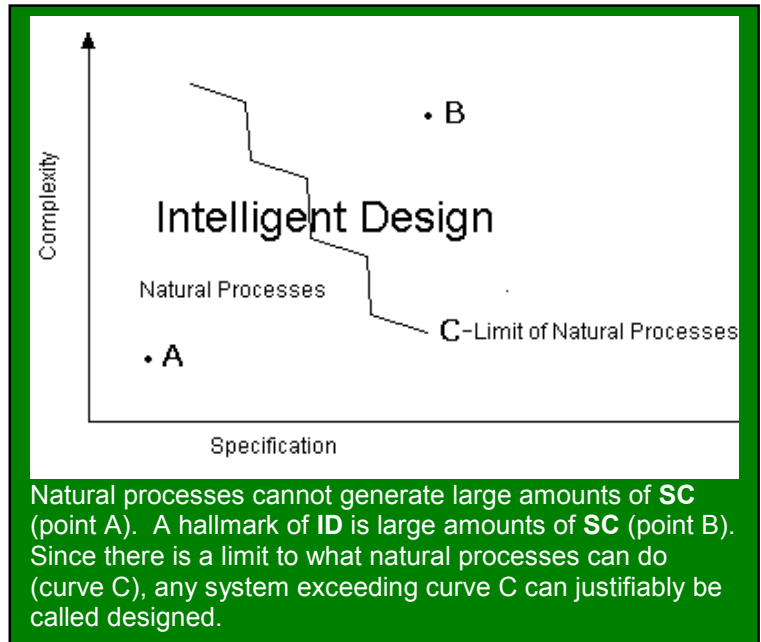 B
Complexity
Intelligent Design
Natural Processes
C-Limit of Natural Processes
A
Specification
Natural processes cannot generate large amounts of SC
(point A). A hallmark of ID is large amounts of SC (point B).
Since there is a limit to what natural processes can do
(curve C), any system exceeding curve C can justifiably be
called designed.